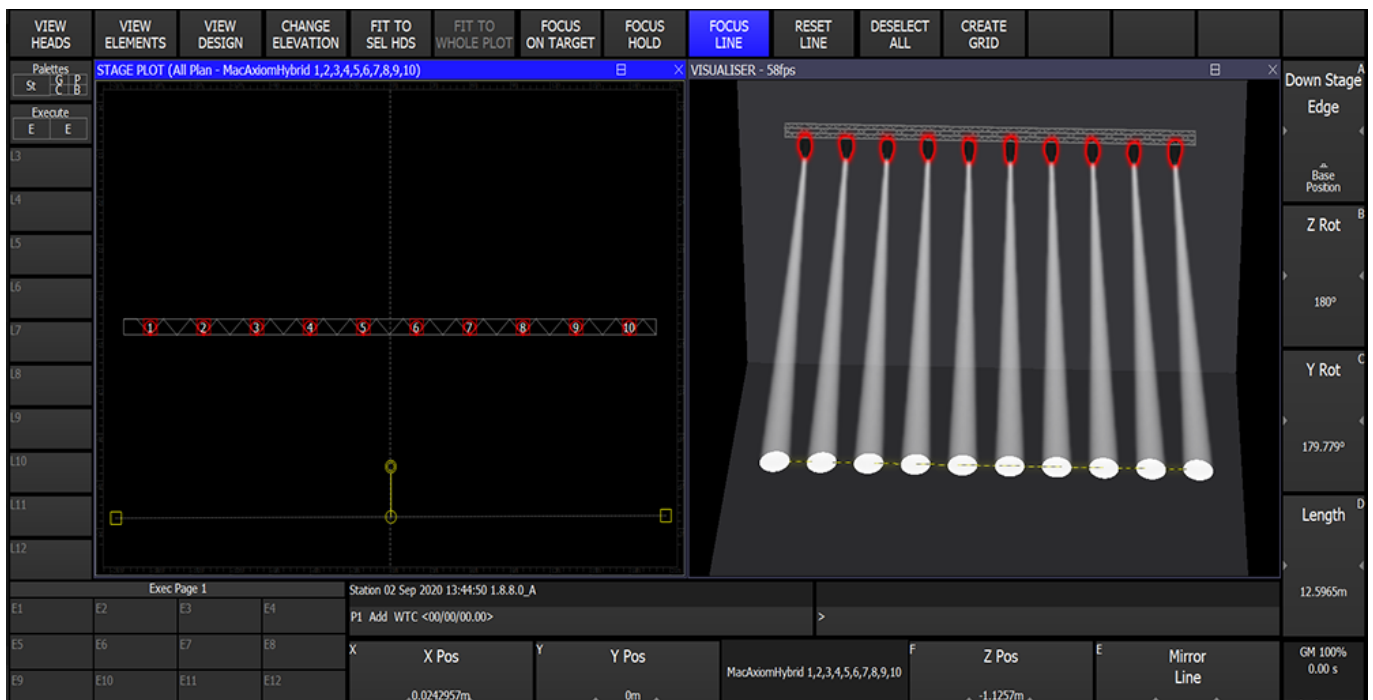 VIEW
HEADS
VIEW
ELEMENTS
VIEW
DESIGN
CHANGE
ELEVATION
FIT TO
SEL HDS
FIT TO
WHOLE PLOT
FOCUS
ON TARGET
FOCUS
HOLD
FOCUS
LINE
RESET
LINE
DESELECT
ALL
CREATE
GRID
Palettes
St
G P
C B
Execute
E E
L3
L4
L5
L6
L7
L8
L9
L10
L11
L12
STAGE PLOT (All Plan - MacAxiomHybrid 1,2,3,4,5,6,7,8,9,10)
1 2 3 4 5 6 7 8 9 10
VISUALISER - 58fps
A
Down Stage
Edge
Base
Position
B
Z Rot
180°
C
Y Rot
179.779°
D
Length
12.5965m
Exec Page 1
E1 E2 E3 E4
E5 E6 E7 E8
E9 E10 E11 E12
Station 02 Sep 2020 13:44:50 1.8.8.0_A
P1 Add WTC <00/00/00.00>
>
X
X Pos
0.0242957m
Y
Y Pos
0m
MacAxiomHybrid 1,2,3,4,5,6,7,8,9,10
F
Z Pos
-1.1257m
E
Mirror
Line
GM 100%
0.00 s